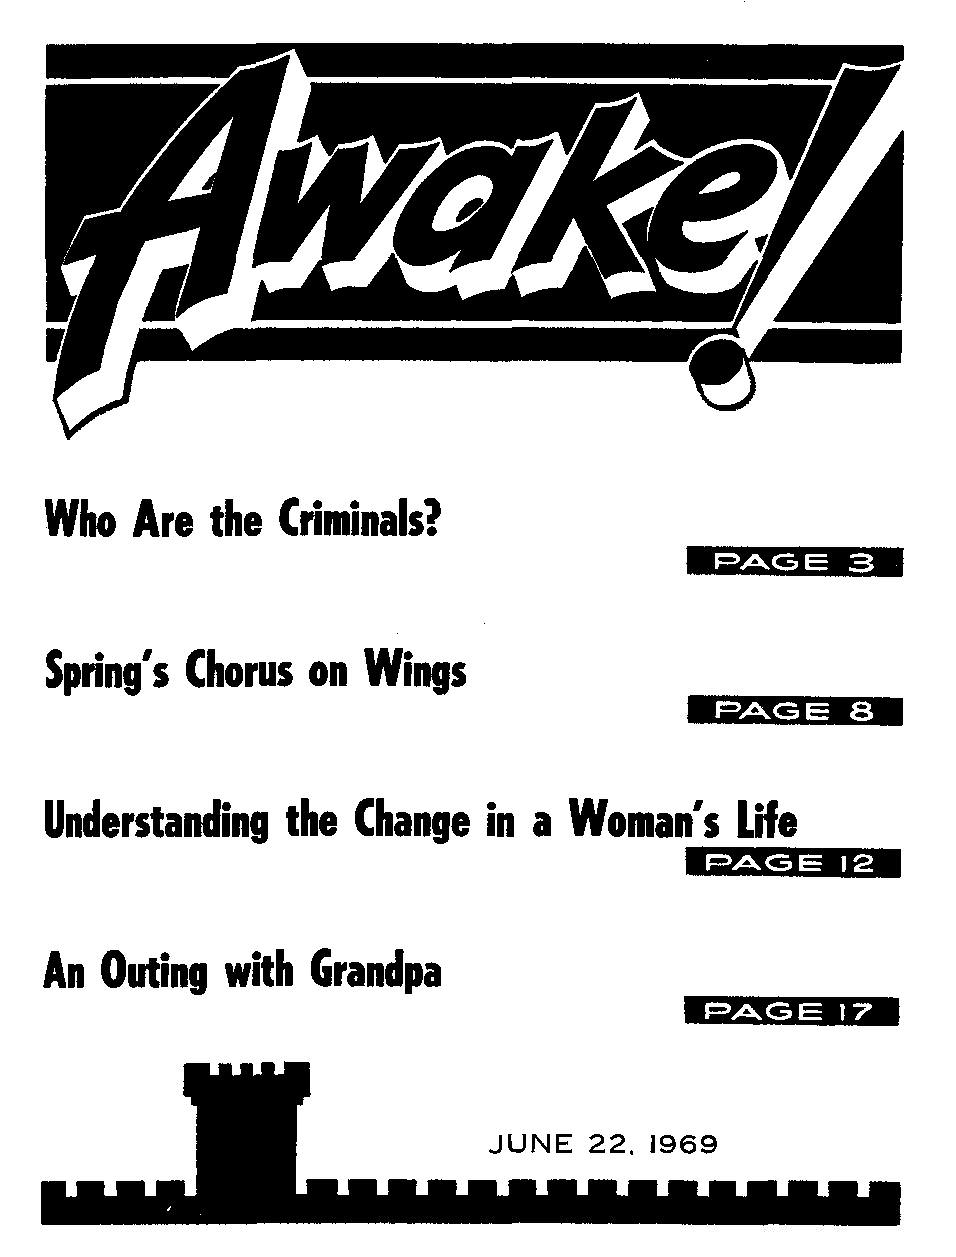 Awake!
Who Are the Criminals?
PAGE 3
Spring's Chorus on Wings
PAGE 8
Understanding the Change in a Woman's Life
PAGE 12
An Outing with Grandpa
PAGE 17
JUNE 22, 1969